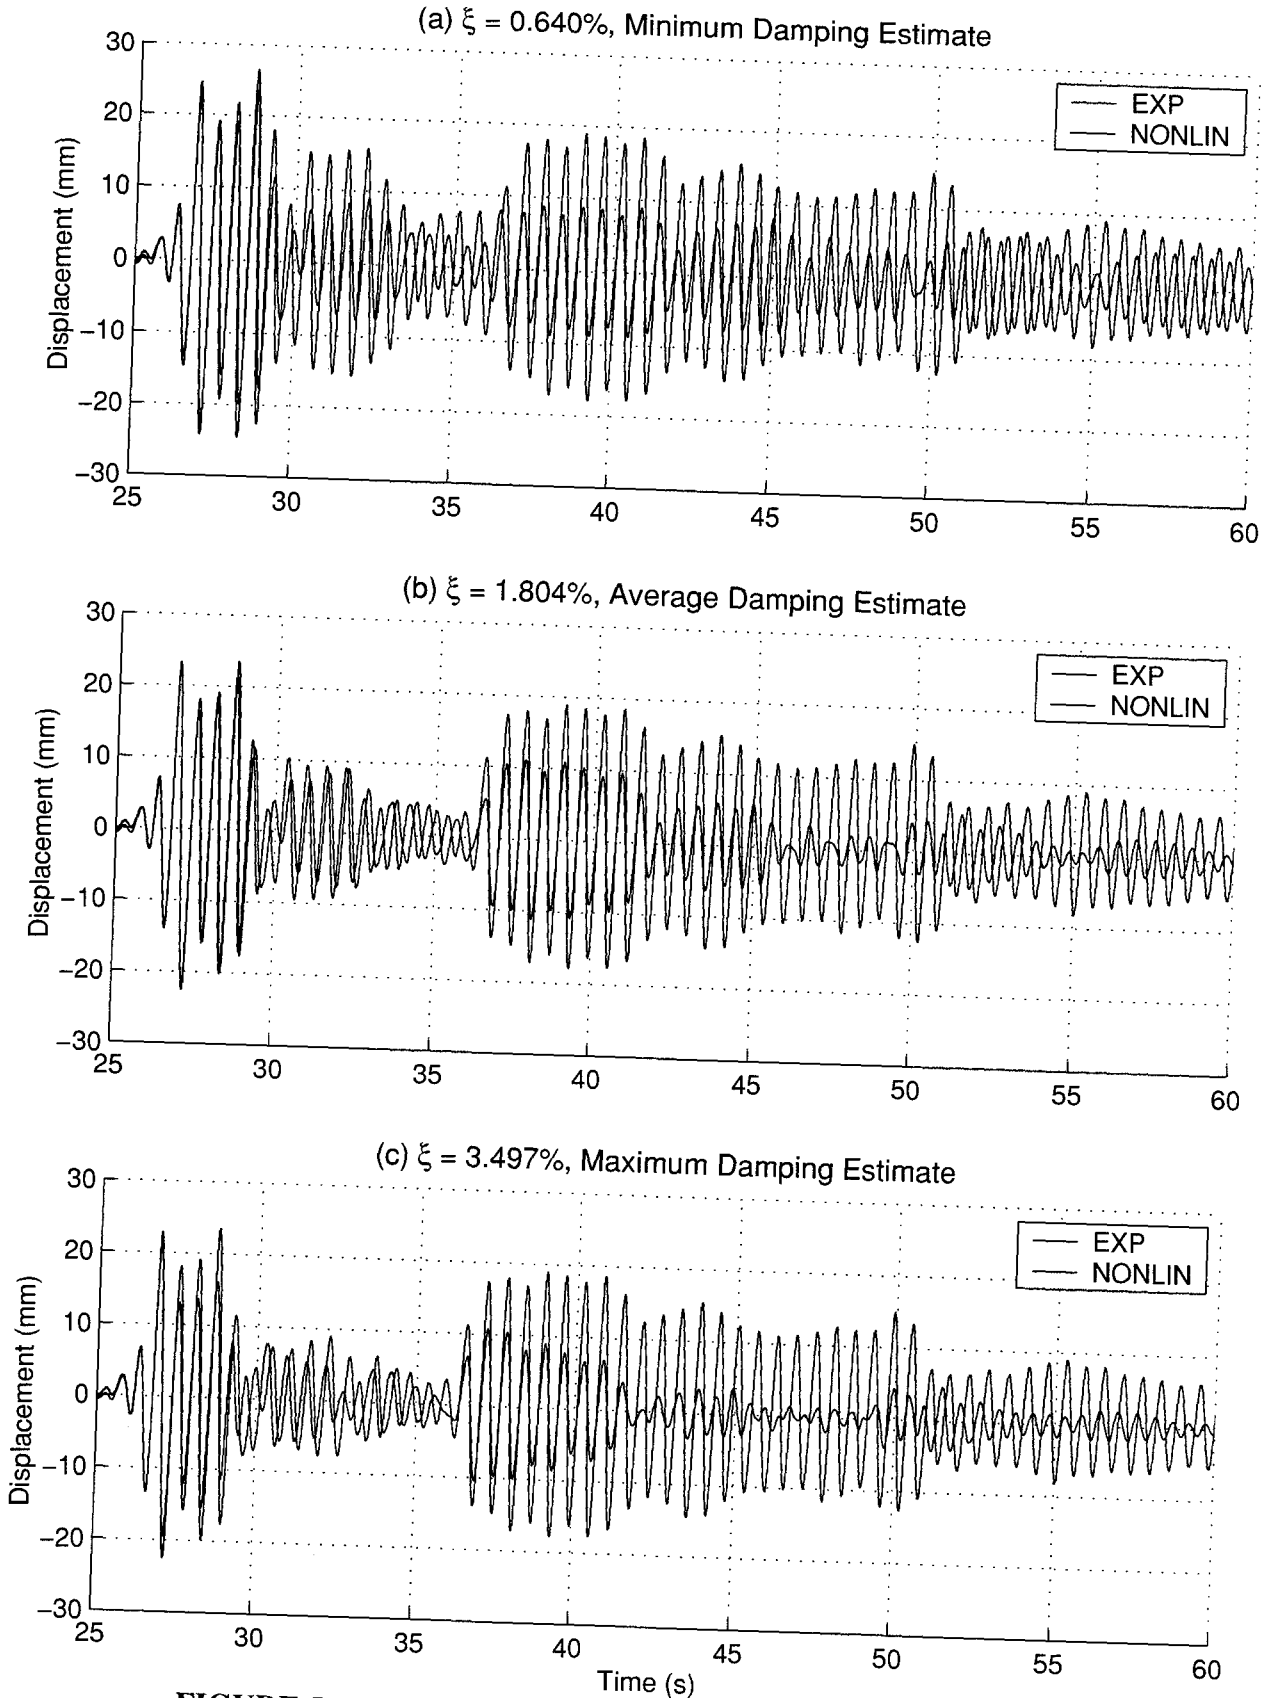 (a) ξ = 0.640%, Minimum Damping Estimate
30
20
10
0
−10
−20
−30
Displacement (mm)
EXP
NONLIN
25 30 35 40 45 50 55 60
(b) ξ = 1.804%, Average Damping Estimate
30
20
10
0
−10
−20
−30
Displacement (mm)
EXP
NONLIN
25 30 35 40 45 50 55 60
(c) ξ = 3.497%, Maximum Damping Estimate
30
20
10
0
−10
−20
−30
Displacement (mm)
EXP
NONLIN
25 30 35 40 45 50 55 60
Time (s)
FIGURE